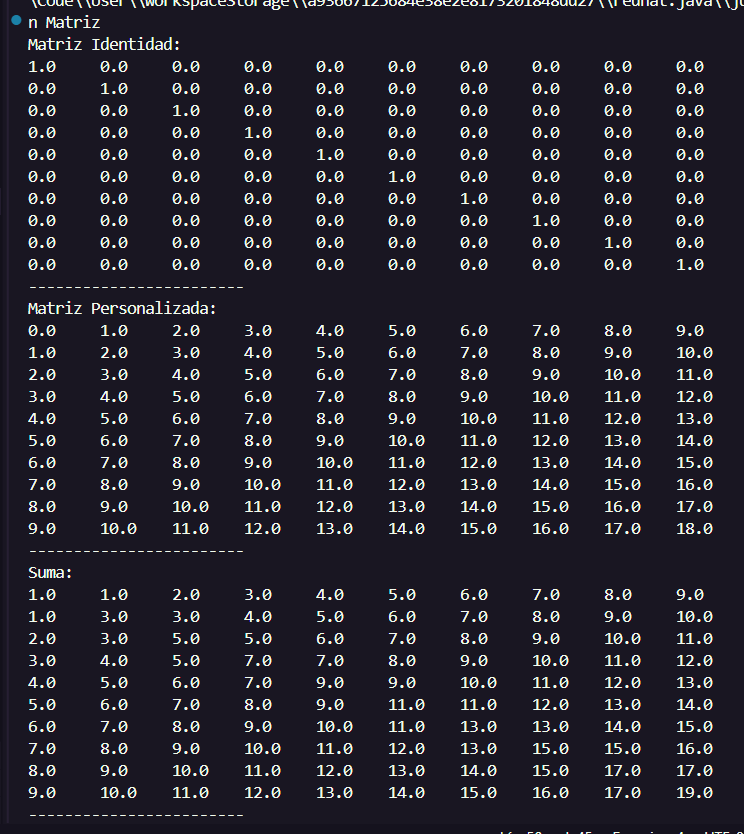 n Matriz
Matriz Identidad:
1.0 0.0 0.0 0.0 0.0 0.0 0.0 0.0 0.0 0.0
0.0 1.0 0.0 0.0 0.0 0.0 0.0 0.0 0.0 0.0
0.0 0.0 1.0 0.0 0.0 0.0 0.0 0.0 0.0 0.0
0.0 0.0 0.0 1.0 0.0 0.0 0.0 0.0 0.0 0.0
0.0 0.0 0.0 0.0 1.0 0.0 0.0 0.0 0.0 0.0
0.0 0.0 0.0 0.0 0.0 1.0 0.0 0.0 0.0 0.0
0.0 0.0 0.0 0.0 0.0 0.0 1.0 0.0 0.0 0.0
0.0 0.0 0.0 0.0 0.0 0.0 0.0 1.0 0.0 0.0
0.0 0.0 0.0 0.0 0.0 0.0 0.0 0.0 1.0 0.0
0.0 0.0 0.0 0.0 0.0 0.0 0.0 0.0 0.0 1.0
------------------------
Matriz Personalizada:
0.0 1.0 2.0 3.0 4.0 5.0 6.0 7.0 8.0 9.0
1.0 2.0 3.0 4.0 5.0 6.0 7.0 8.0 9.0 10.0
2.0 3.0 4.0 5.0 6.0 7.0 8.0 9.0 10.0 11.0
3.0 4.0 5.0 6.0 7.0 8.0 9.0 10.0 11.0 12.0
4.0 5.0 6.0 7.0 8.0 9.0 10.0 11.0 12.0 13.0
5.0 6.0 7.0 8.0 9.0 10.0 11.0 12.0 13.0 14.0
6.0 7.0 8.0 9.0 10.0 11.0 12.0 13.0 14.0 15.0
7.0 8.0 9.0 10.0 11.0 12.0 13.0 14.0 15.0 16.0
8.0 9.0 10.0 11.0 12.0 13.0 14.0 15.0 16.0 17.0
9.0 10.0 11.0 12.0 13.0 14.0 15.0 16.0 17.0 18.0
------------------------
Suma:
1.0 1.0 2.0 3.0 4.0 5.0 6.0 7.0 8.0 9.0
1.0 3.0 3.0 4.0 5.0 6.0 7.0 8.0 9.0 10.0
2.0 3.0 5.0 5.0 6.0 7.0 8.0 9.0 10.0 11.0
3.0 4.0 5.0 7.0 7.0 8.0 9.0 10.0 11.0 12.0
4.0 5.0 6.0 7.0 9.0 9.0 10.0 11.0 12.0 13.0
5.0 6.0 7.0 8.0 9.0 11.0 11.0 12.0 13.0 14.0
6.0 7.0 8.0 9.0 10.0 11.0 13.0 13.0 14.0 15.0
7.0 8.0 9.0 10.0 11.0 12.0 13.0 15.0 15.0 16.0
8.0 9.0 10.0 11.0 12.0 13.0 14.0 15.0 17.0 17.0
9.0 10.0 11.0 12.0 13.0 14.0 15.0 16.0 17.0 19.0
------------------------